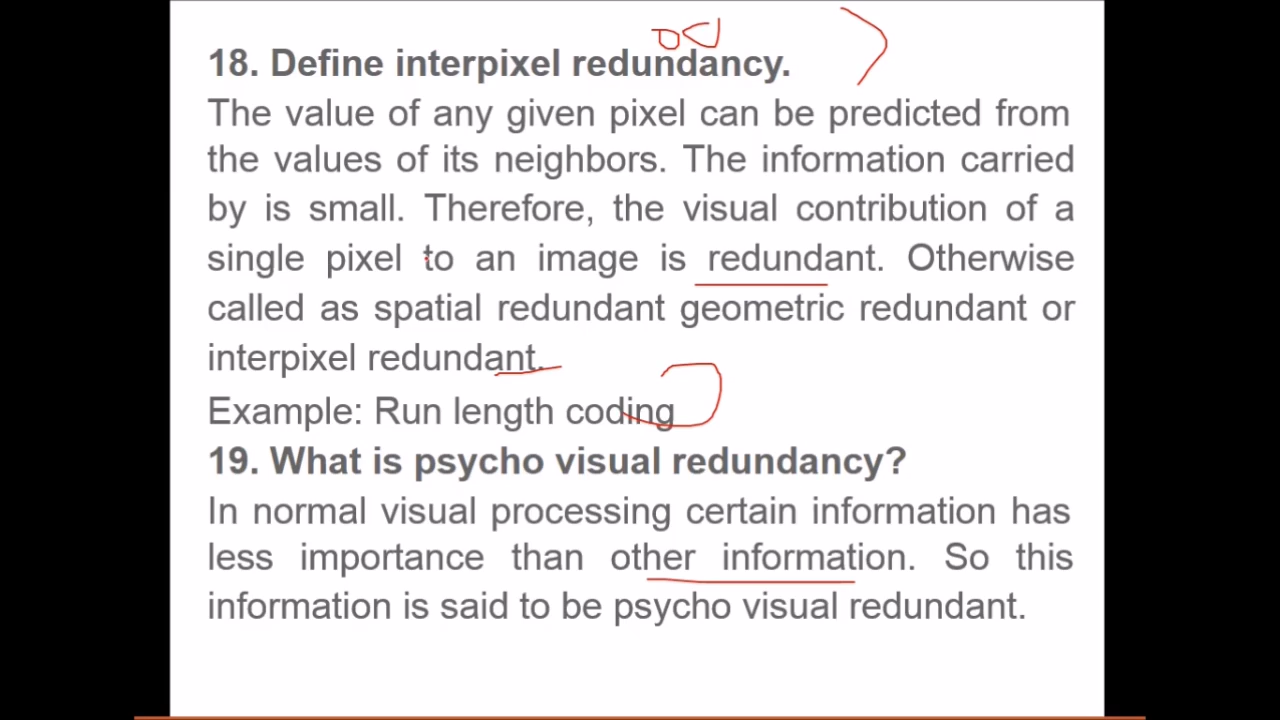 18. Define interpixel redundancy.
The value of any given pixel can be predicted from
the values of its neighbors. The information carried
by is small. Therefore, the visual contribution of a
single pixel to an image is redundant. Otherwise
called as spatial redundant geometric redundant or
interpixel redundant.
Example: Run length coding
19. What is psycho visual redundancy?
In normal visual processing certain information has
less importance than other information. So this
information is said to be psycho visual redundant.